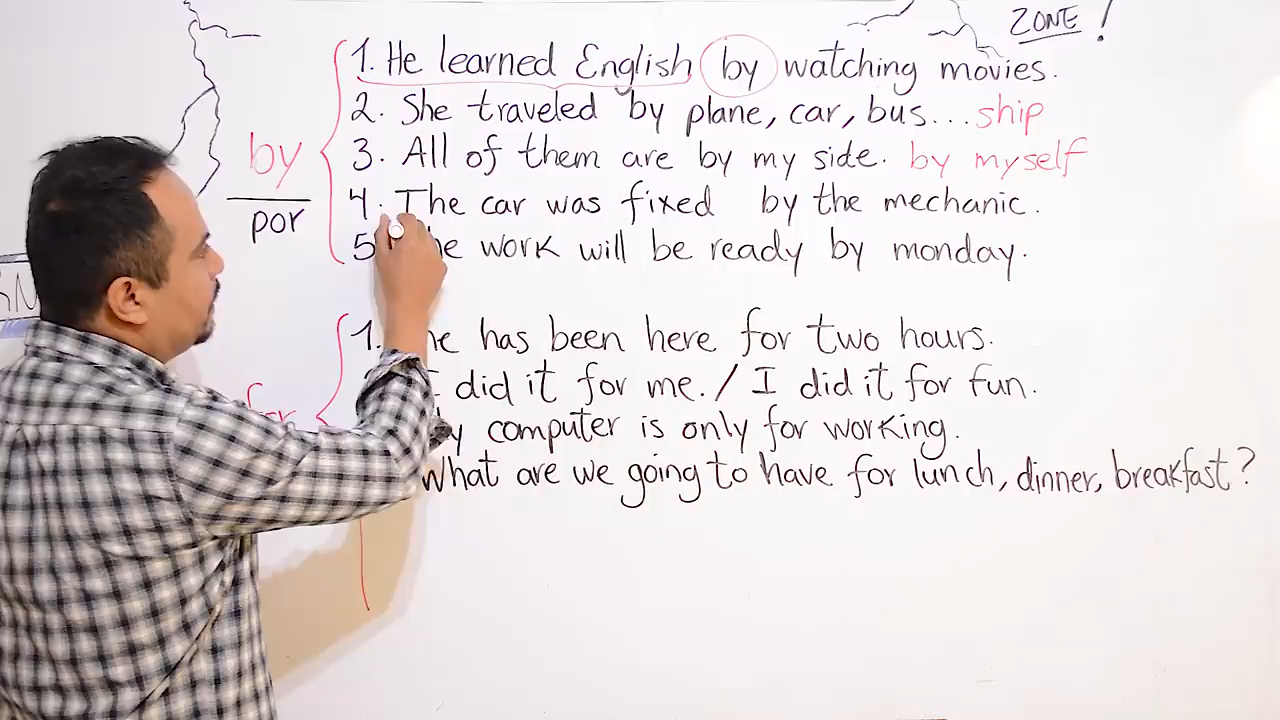 ZONE!
1. He learned English by watching movies.
2. She traveled by plane, car, bus... ship
3. All of them are by my side. by myself
4. The car was fixed by the mechanic.
5 he work will be ready by monday.
by
por
1. he has been here for two hours.
I did it for me. / I did it for fun.
for
y computer is only for working.
What are we going to have for lunch, dinner, breakfast?